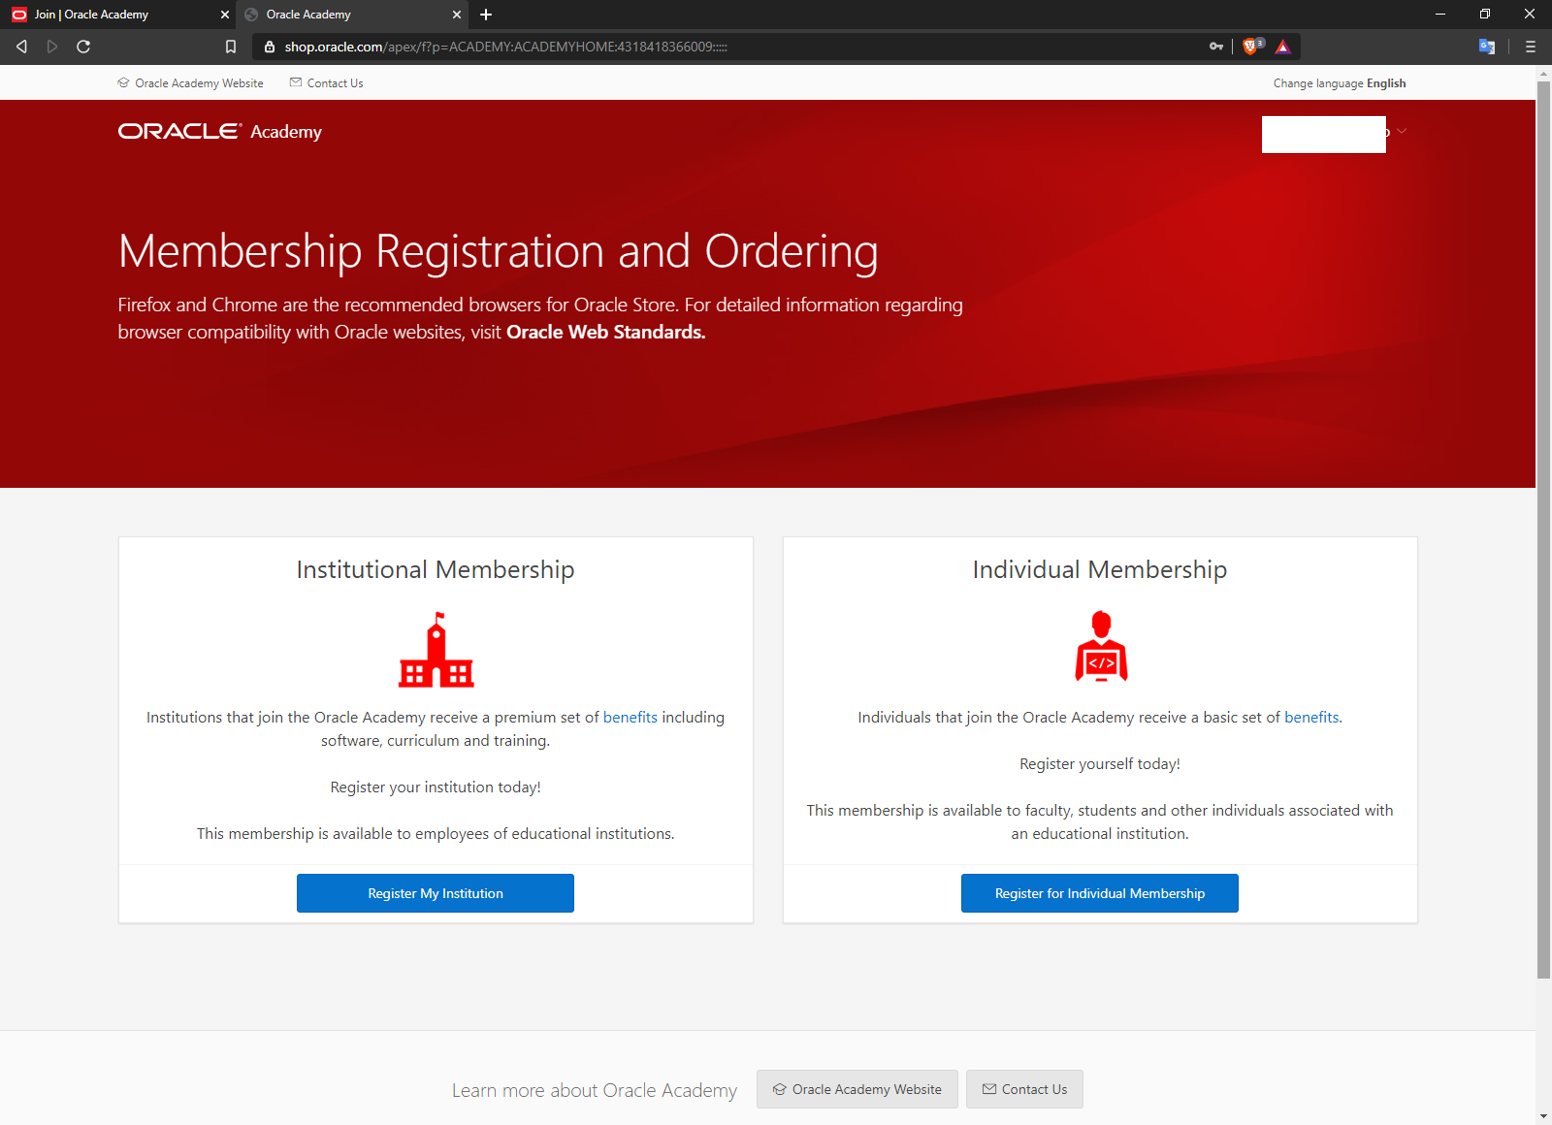 Join | Oracle Academy
Oracle Academy
shop.oracle.com/apex/f?p=ACADEMY:ACADEMYHOME:4318418366009:::::
3
Oracle Academy Website
Contact Us
Change language English
ORACLE® Academy
Membership Registration and Ordering
Firefox and Chrome are the recommended browsers for Oracle Store. For detailed information regarding
browser compatibility with Oracle websites, visit Oracle Web Standards.
Institutional Membership
Institutions that join the Oracle Academy receive a premium set of benefits including
software, curriculum and training.
Register your institution today!
This membership is available to employees of educational institutions.
Register My Institution
Individual Membership
</>
Individuals that join the Oracle Academy receive a basic set of benefits.
Register yourself today!
This membership is available to faculty, students and other individuals associated with
an educational institution.
Register for Individual Membership
Learn more about Oracle Academy
Oracle Academy Website
Contact Us